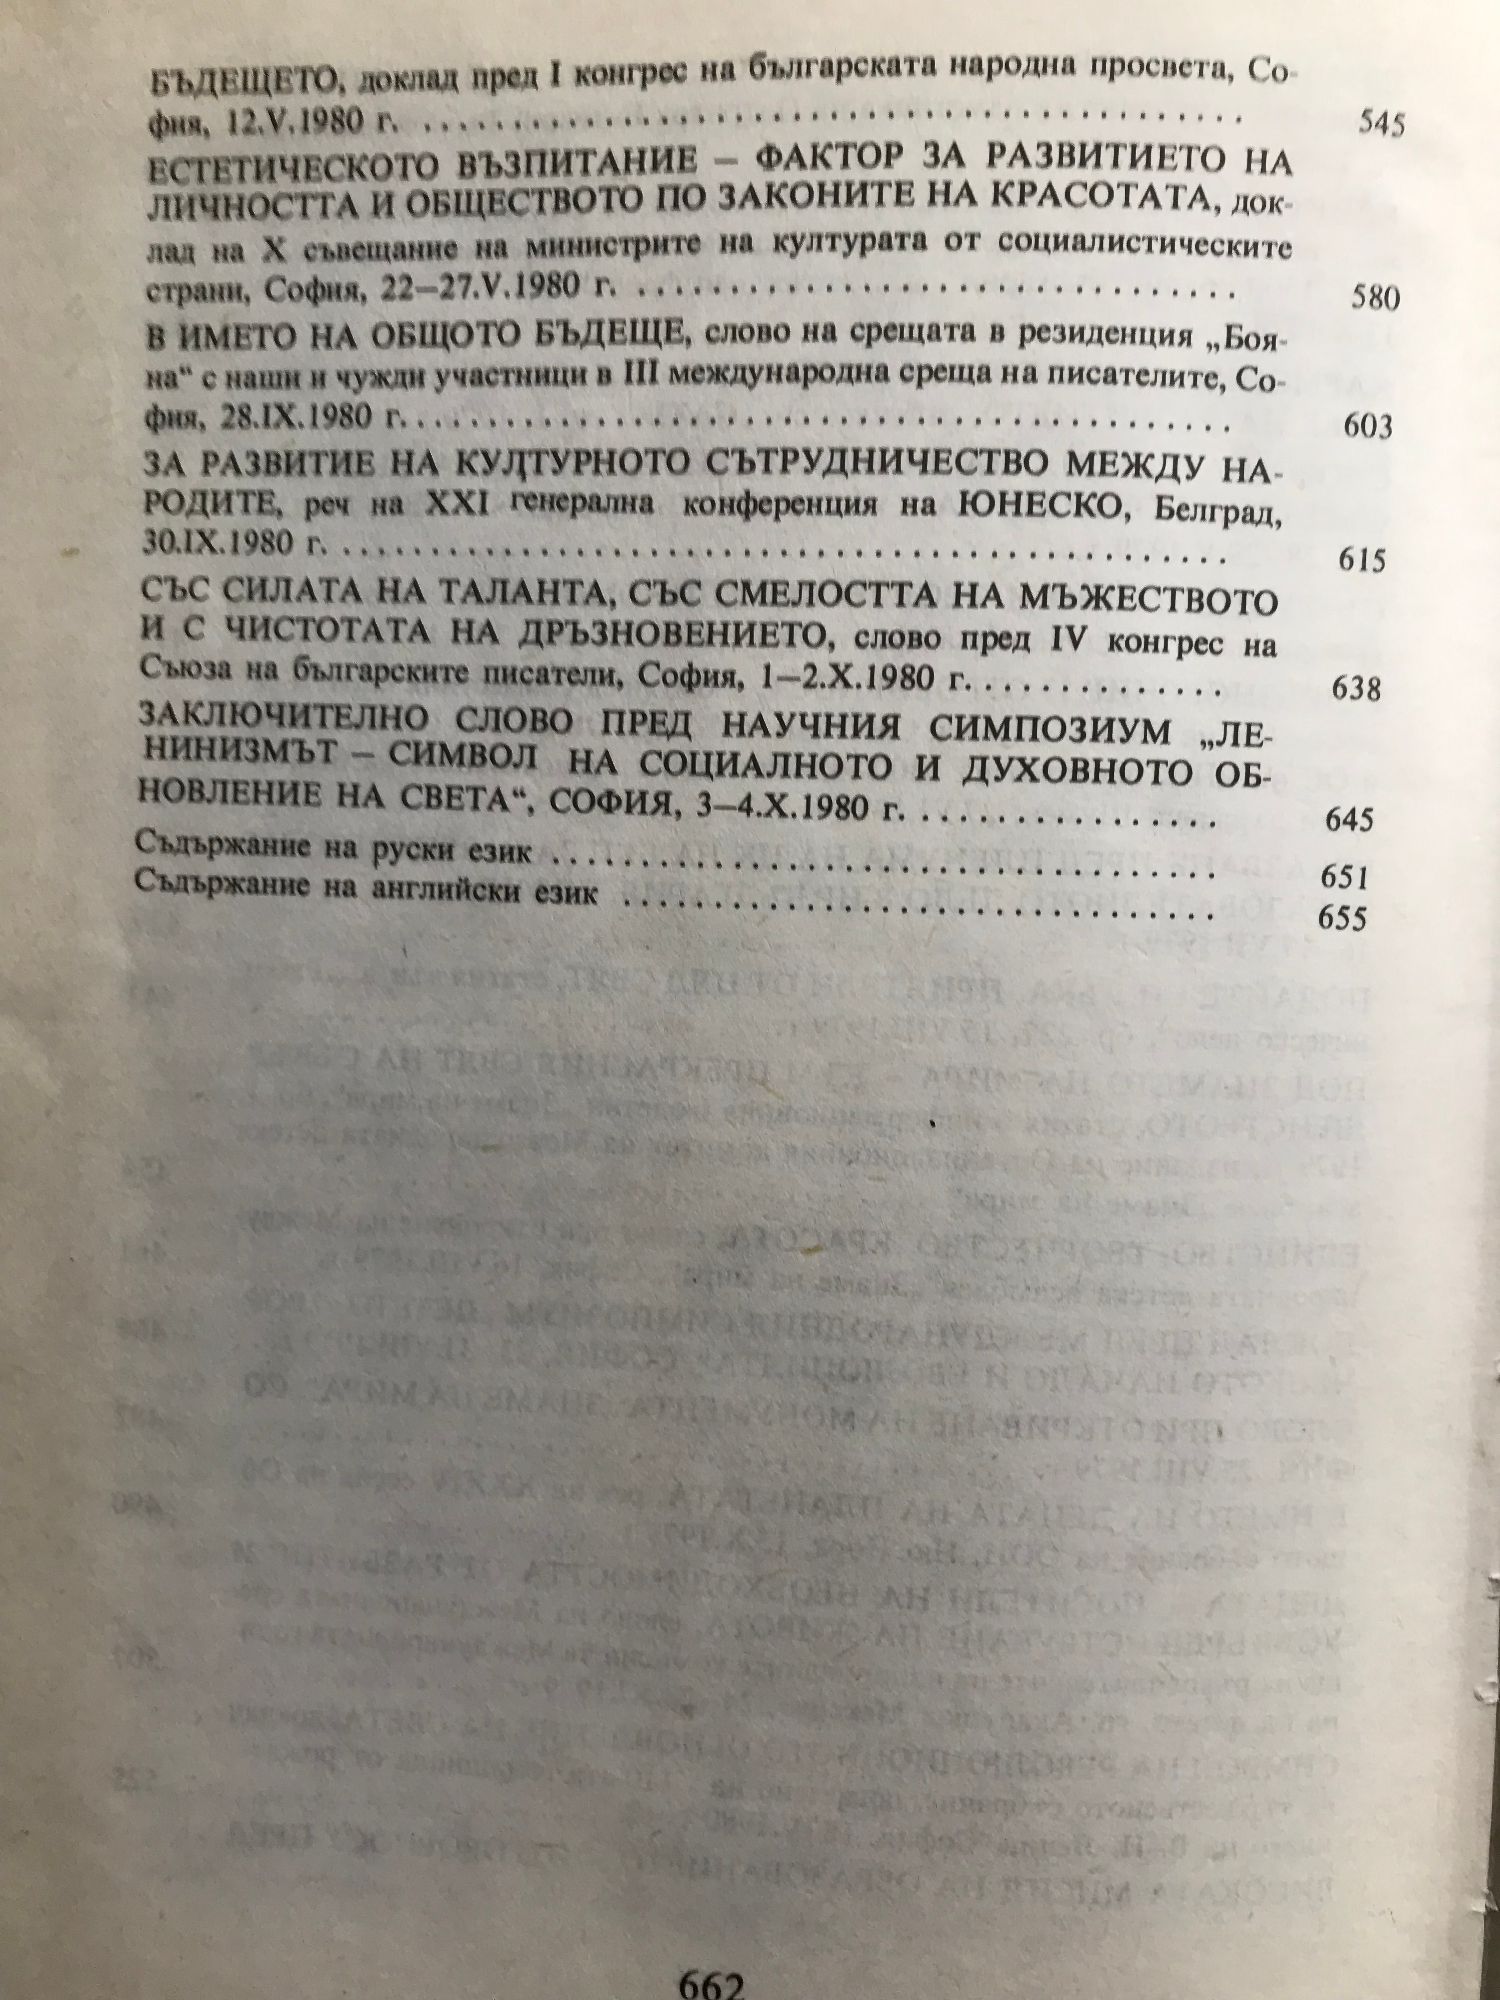 БЪДЕЩЕТО, доклад пред I конгрес на българската народна просвета, Со-
фия, 12.V.1980 г. . . . . . . . . . . . . . . . . . . . . . . . . . . . . . . . . . . . . . . 545
ЕСТЕТИЧЕСКОТО ВЪЗПИТАНИЕ – ФАКТОР ЗА РАЗВИТИЕТО НА
ЛИЧНОСТТА И ОБЩЕСТВОТО ПО ЗАКОНИТЕ НА КРАСОТАТА, док-
лад на X съвещание на министрите на културата от социалистическите
страни, София, 22–27.V.1980 г. . . . . . . . . . . . . . . . . . . . . . . . . . . . 580
В ИМЕТО НА ОБЩОТО БЪДЕЩЕ, слово на срещата в резиденция „Боя-
на“ с наши и чужди участници в III международна среща на писателите, Со-
фия, 28.IX.1980 г. . . . . . . . . . . . . . . . . . . . . . . . . . . . . . . . . . . . . . . 603
ЗА РАЗВИТИЕ НА КУЛТУРНОТО СЪТРУДНИЧЕСТВО МЕЖДУ НА-
РОДИТЕ, реч на XXI генерална конференция на ЮНЕСКО, Белград,
30.IX.1980 г. . . . . . . . . . . . . . . . . . . . . . . . . . . . . . . . . . . . . . . . . . . 615
СЪС СИЛАТА НА ТАЛАНТА, СЪС СМЕЛОСТТА НА МЪЖЕСТВОТО
И С ЧИСТОТАТА НА ДРЪЗНОВЕНИЕТО, слово пред IV конгрес на
Съюза на българските писатели, София, 1–2.X.1980 г. . . . . . . . . . . . . . 638
ЗАКЛЮЧИТЕЛНО СЛОВО ПРЕД НАУЧНИЯ СИМПОЗИУМ „ЛЕ-
НИНИЗМЪТ – СИМВОЛ НА СОЦИАЛНОТО И ДУХОВНОТО ОБ-
НОВЛЕНИЕ НА СВЕТА“, СОФИЯ, 3–4.X.1980 г. . . . . . . . . . . . . . . . . 645
Съдържание на руски език . . . . . . . . . . . . . . . . . . . . . . . . . . . . . . . . 651
Съдържание на английски език . . . . . . . . . . . . . . . . . . . . . . . . . . . . . 655
662